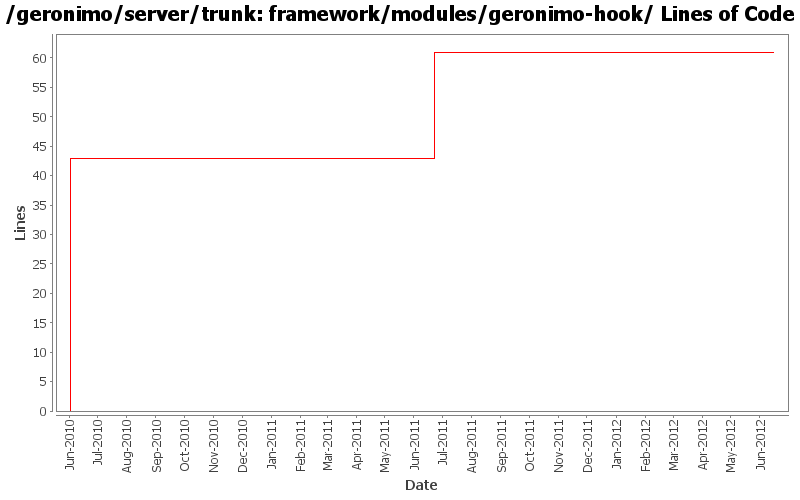 /geronimo/server/trunk: framework/modules/geronimo-hook/ Lines of Code
Lines
60
55
50
45
40
35
30
25
20
15
10
5
0
Jun-2010
Jul-2010
Aug-2010
Sep-2010
Oct-2010
Nov-2010
Dec-2010
Jan-2011
Feb-2011
Mar-2011
Apr-2011
May-2011
Jun-2011
Jul-2011
Aug-2011
Sep-2011
Oct-2011
Nov-2011
Dec-2011
Jan-2012
Feb-2012
Mar-2012
Apr-2012
May-2012
Jun-2012
Date